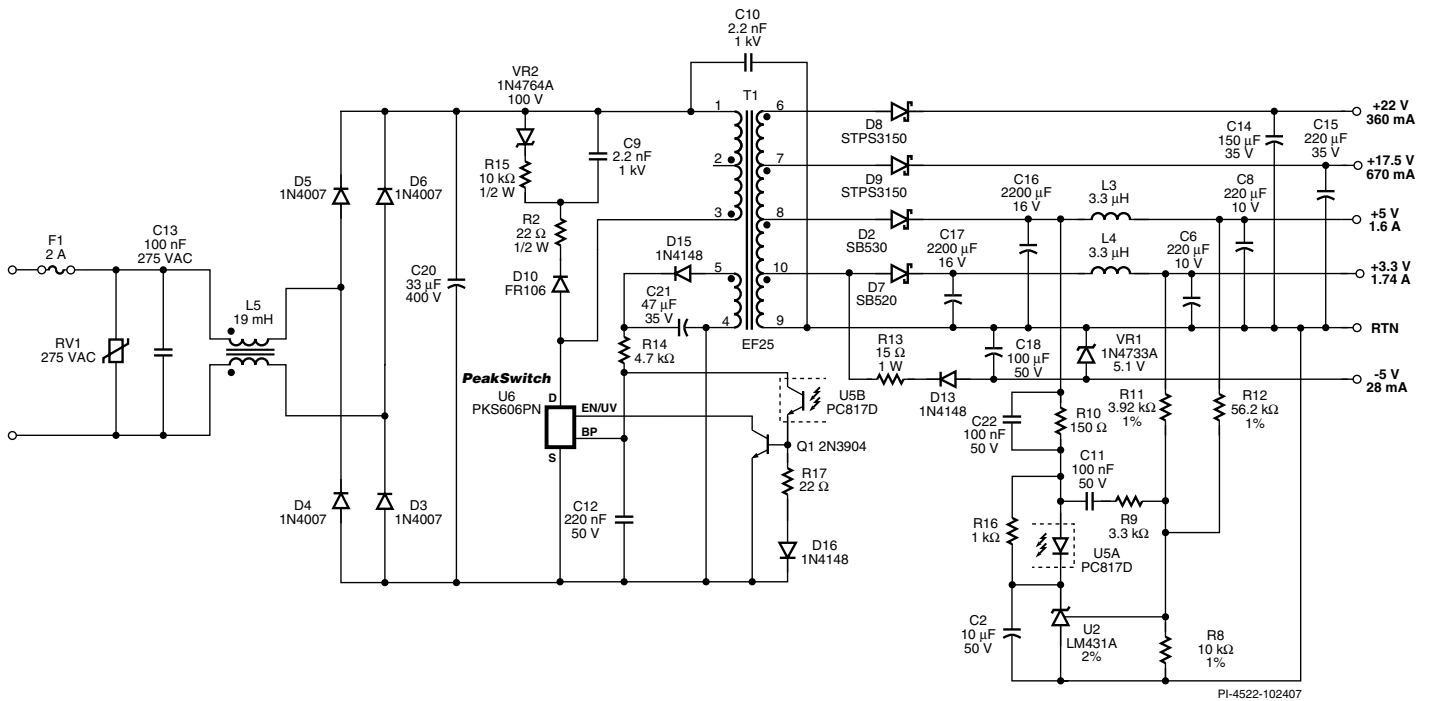 C10
2.2 nF
1 kV
VR2
1N4764A
100 V
T1
1
2
3
5
4
6
7
8
10
9
EF25
D8
STPS3150
D9
STPS3150
D2
SB530
D7
SB520
C14
150 µF
35 V
C15
220 µF
35 V
+22 V
360 mA
+17.5 V
670 mA
+5 V
1.6 A
+3.3 V
1.74 A
RTN
-5 V
28 mA
C9
2.2 nF
1 kV
R15
10 kΩ
1/2 W
R2
22 Ω
1/2 W
D10
FR106
D5
1N4007
D6
1N4007
F1
2 A
C13
100 nF
275 VAC
L5
19 mH
RV1
275 VAC
C20
33 µF
400 V
D15
1N4148
C21
47 µF
35 V
R14
4.7 kΩ
C16
2200 µF
16 V
C17
2200 µF
16 V
L3
3.3 µH
L4
3.3 µH
C8
220 µF
10 V
C6
220 µF
10 V
R13
15 Ω
1 W
C18
100 µF
50 V
VR1
1N4733A
5.1 V
D13
1N4148
PeakSwitch
U6
PKS606PN
D
EN/UV
BP
S
U5B
PC817D
Q1 2N3904
R17
22 Ω
D16
1N4148
C12
220 nF
50 V
D4
1N4007
D3
1N4007
C22
100 nF
50 V
R10
150 Ω
R11
3.92 kΩ
1%
R12
56.2 kΩ
1%
C11
100 nF
50 V
R9
3.3 kΩ
R16
1 kΩ
U5A
PC817D
C2
10 µF
50 V
U2
LM431A
2%
R8
10 kΩ
1%
PI-4522-102407